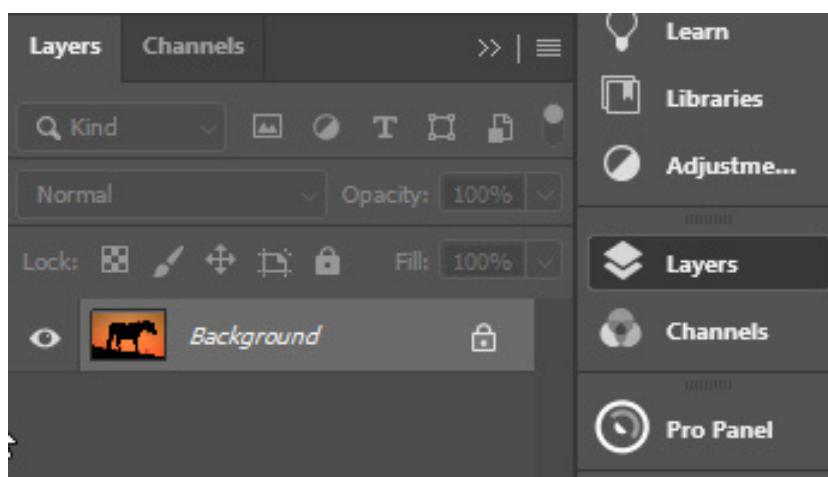 Layers Channels
Kind
Normal Opacity: 100%
Lock: Fill: 100%
Background
Learn
Libraries
Adjustme...
Layers
Channels
Pro Panel